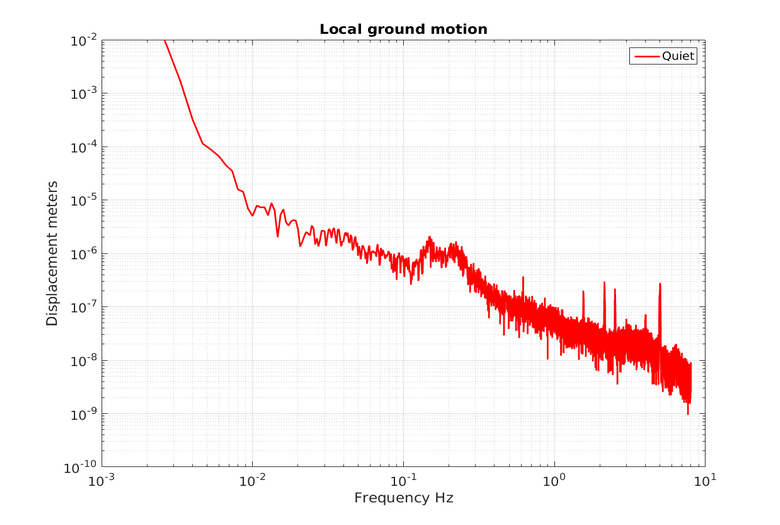 Local ground motion
Quiet
Displacement meters
10^-2
10^-3
10^-4
10^-5
10^-6
10^-7
10^-8
10^-9
10^-10
10^-3 10^-2 10^-1 10^0 10^1
Frequency Hz